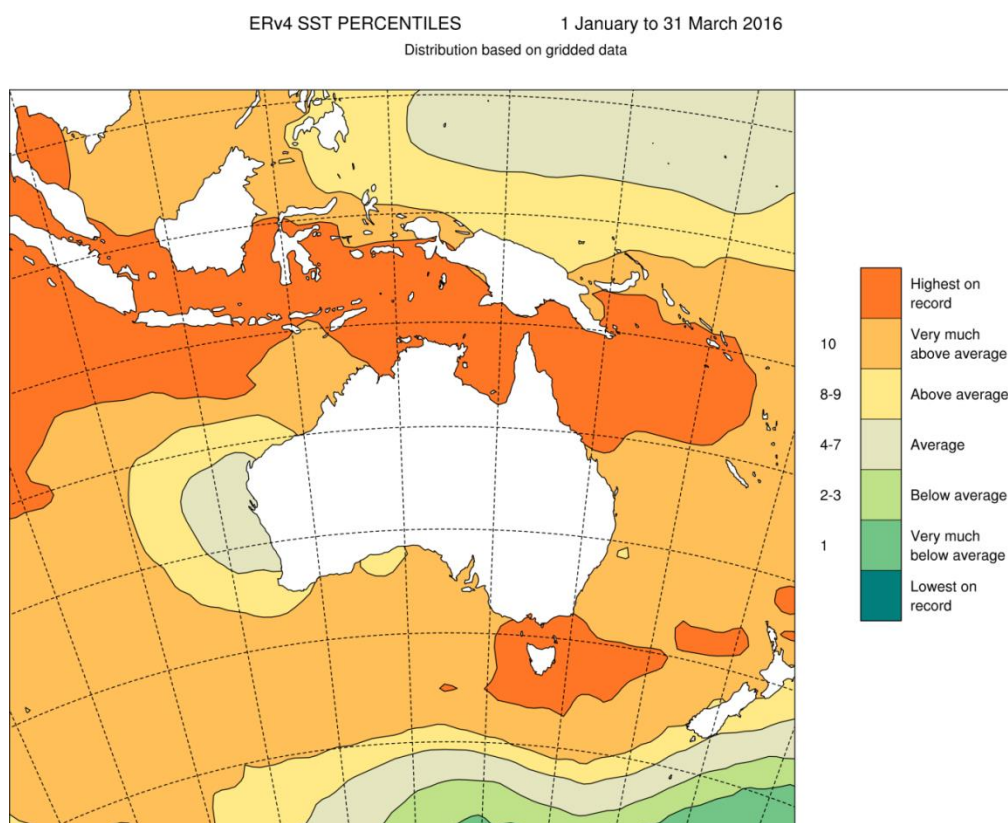 ERv4 SST PERCENTILES 1 January to 31 March 2016
Distribution based on gridded data
Highest on
record
10 Very much
above average
8-9 Above average
4-7 Average
2-3 Below average
1 Very much
below average
Lowest on
record